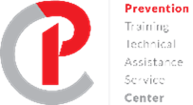 Prevention
Training
Technical
Assistance
Service
Center